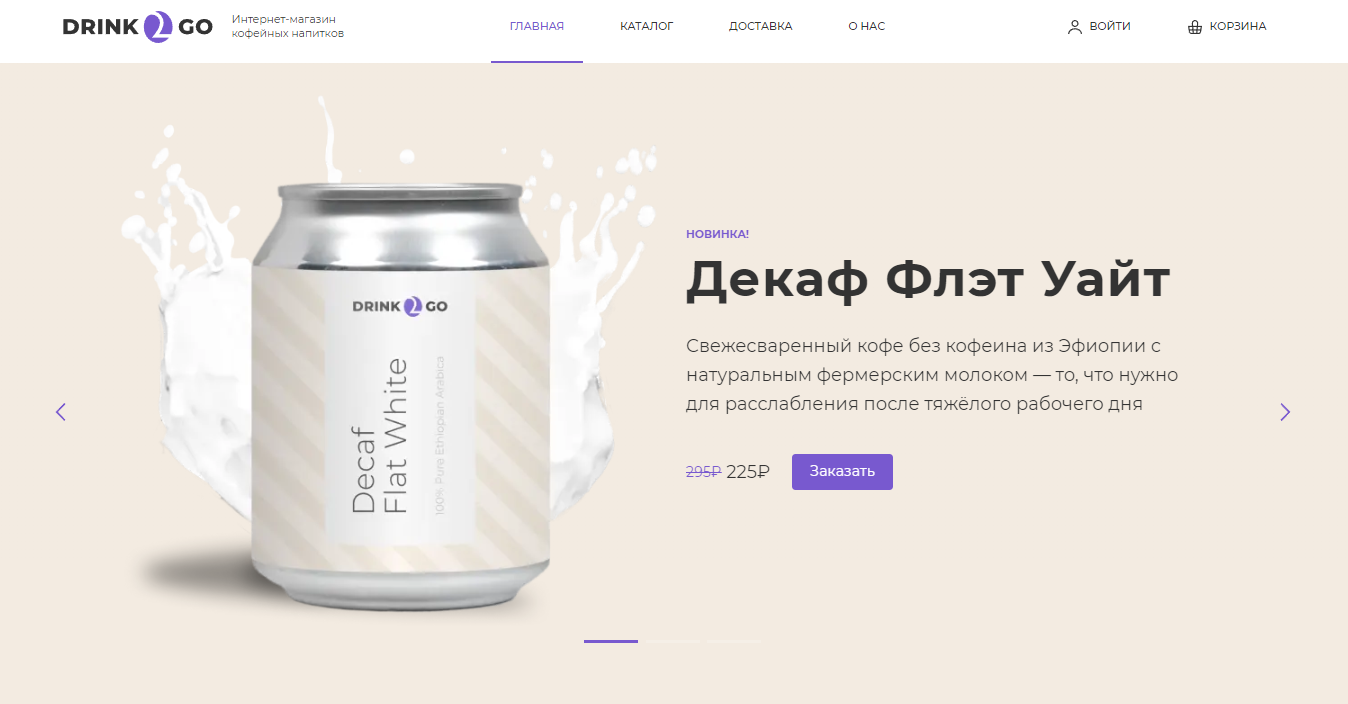 DRINK 2 GO
Интернет-магазин
кофейных напитков
ГЛАВНАЯ
КАТАЛОГ
ДОСТАВКА
О НАС
ВОЙТИ
КОРЗИНА
DRINK 2 GO
Decaf
Flat White
100% Pure Ethiopian Arabica
НОВИНКА!
Декаф Флэт Уайт
Свежесваренный кофе без кофеина из Эфиопии с
натуральным фермерским молоком — то, что нужно
для расслабления после тяжёлого рабочего дня
295₽ 225₽
Заказать